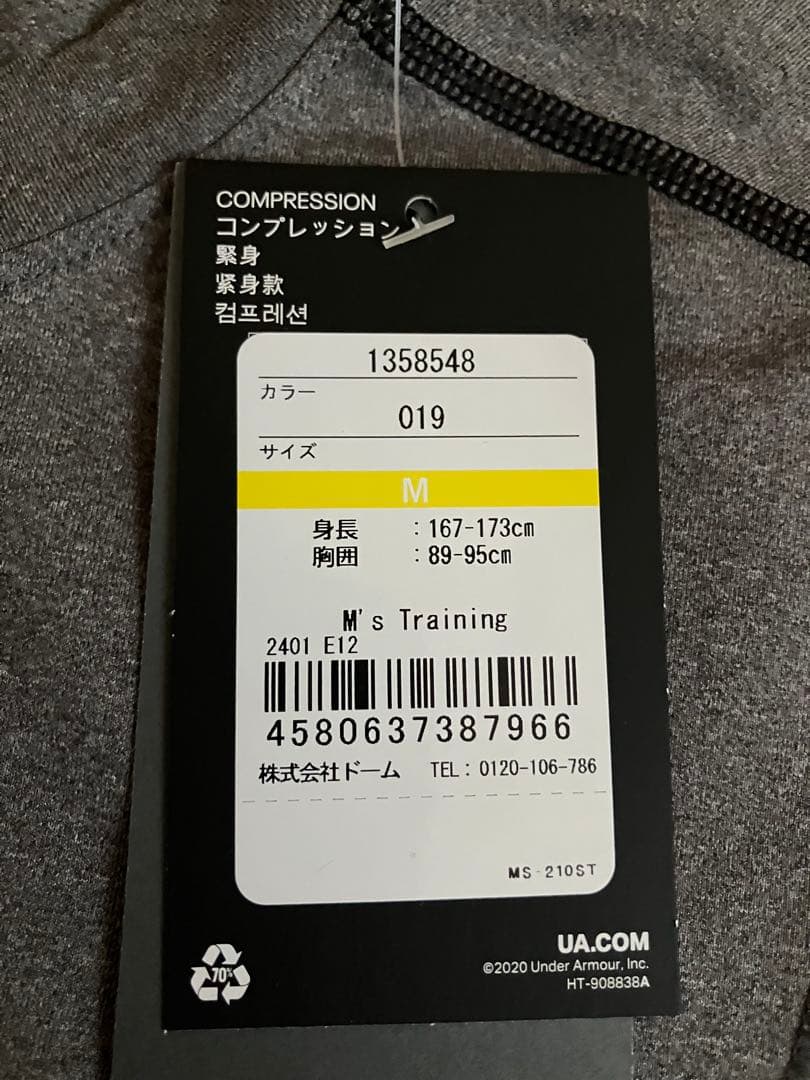 COMPRESSION
コンプレッション
緊身
紧身款
컴프레션
1358548
カラー
019
サイズ
M
身長 : 167-173cm
胸囲 : 89-95cm
M's Training
2401 E12
4580637387966
株式会社ドーム TEL: 0120-106-786
MS-210ST
70%
UA.COM
©2020 Under Armour, Inc.
HT-908838A